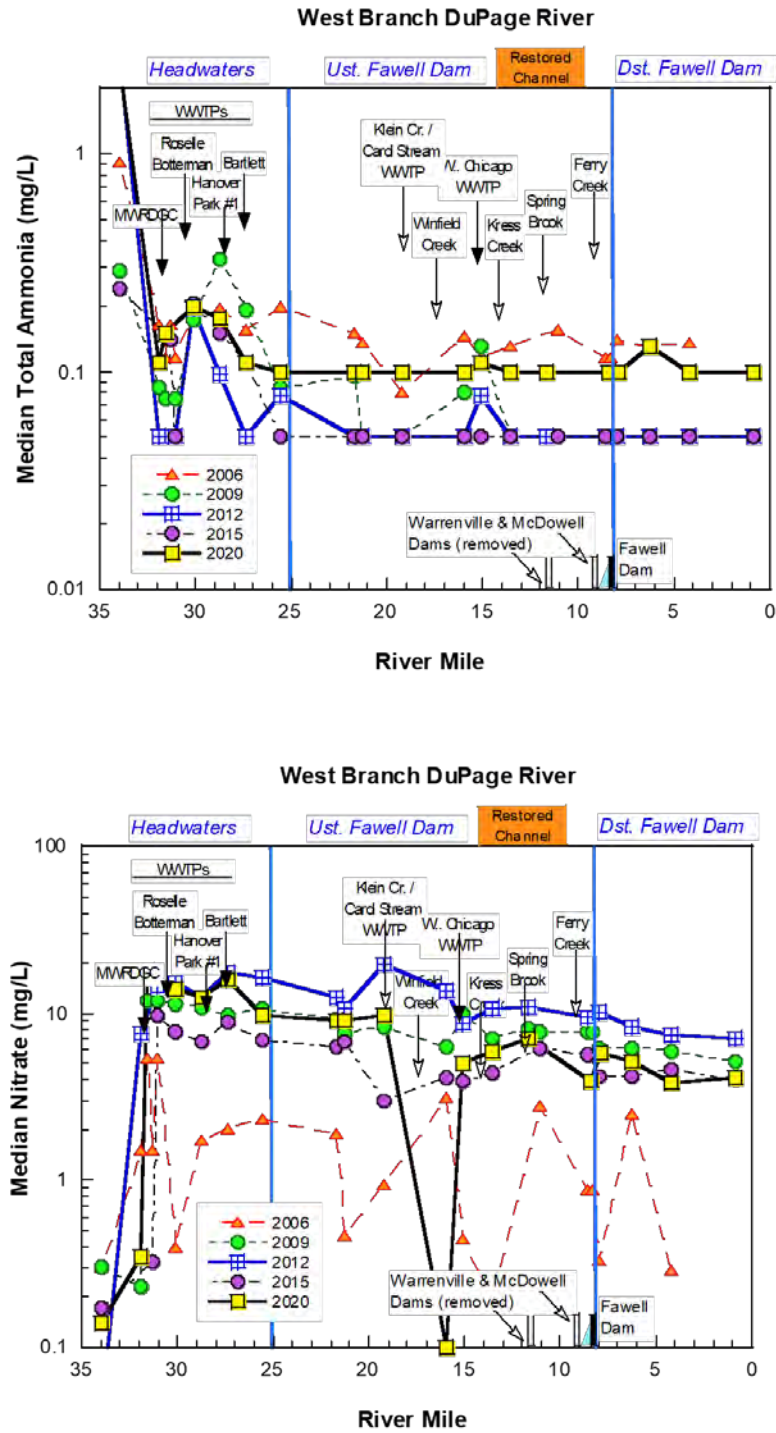 West Branch DuPage River
Headwaters
Ust. Fawell Dam
Restored
Channel
Dst. Fawell Dam
WWTPs
Roselle
Botterman
Bartlett
Hanover
Park #1
MWRDGC
Klein Cr. /
Card Stream
WWTP
W. Chicago
WWTP
Winfield
Creek
Kress
Creek
Spring
Brook
Ferry
Creek
Median Total Ammonia (mg/L)
1
0.1
0.01
2006
2009
2012
2015
2020
Warrenville & McDowell
Dams (removed)
Fawell
Dam
35
30
25
20
15
10
5
0
River Mile
West Branch DuPage River
Headwaters
Ust. Fawell Dam
Restored
Channel
Dst. Fawell Dam
WWTPs
Roselle
Botterman
Bartlett
Hanover
Park #1
MWRDGC
Klein Cr. /
Card Stream
WWTP
W. Chicago
WWTP
Winfield
Creek
Kress
Creek
Spring
Brook
Ferry
Creek
Median Nitrate (mg/L)
100
10
1
0.1
2006
2009
2012
2015
2020
Warrenville & McDowell
Dams (removed)
Fawell
Dam
35
30
25
20
15
10
5
0
River Mile